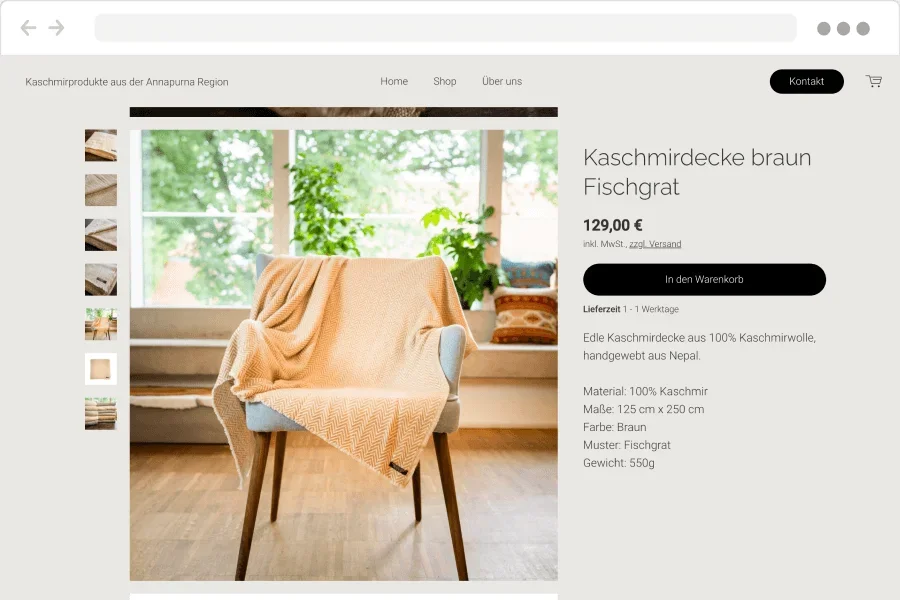 Kaschmirprodukte aus der Annapurna Region
Home
Shop
Über uns
Kontakt
Kaschmirdecke braun
Fischgrat
129,00 €
inkl. MwSt., zzgl. Versand
In den Warenkorb
Lieferzeit 1 - 1 Werktage
Edle Kaschmirdecke aus 100% Kaschmirwolle,
handgewebt aus Nepal.
Material: 100% Kaschmir
Maße: 125 cm x 250 cm
Farbe: Braun
Muster: Fischgrat
Gewicht: 550g